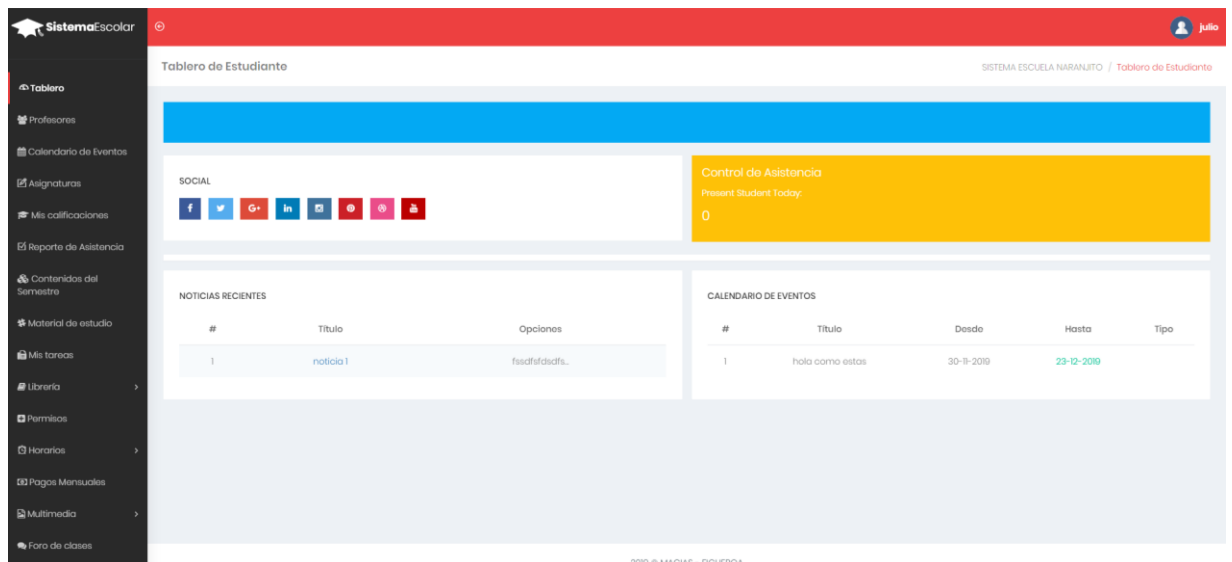 SistemaEscolar
julio
Tablero de Estudiante
SISTEMA ESCUELA NARANJITO / Tablero de Estudiante
Tablero
Profesores
Calendario de Eventos
Asignaturas
Mis calificaciones
Reporte de Asistencia
Contenidos del
Semestre
Material de estudio
Mis tareas
Librería
Permisos
Horarios
Pagos Mensuales
Multimedia
Foro de clases
SOCIAL
Control de Asistencia
Present Student Today:
0
NOTICIAS RECIENTES
# Título Opciones
1 noticia 1 fssdfsfdsdfs..
CALENDARIO DE EVENTOS
# Título Desde Hasta Tipo
1 hola como estas 30-11-2019 23-12-2019